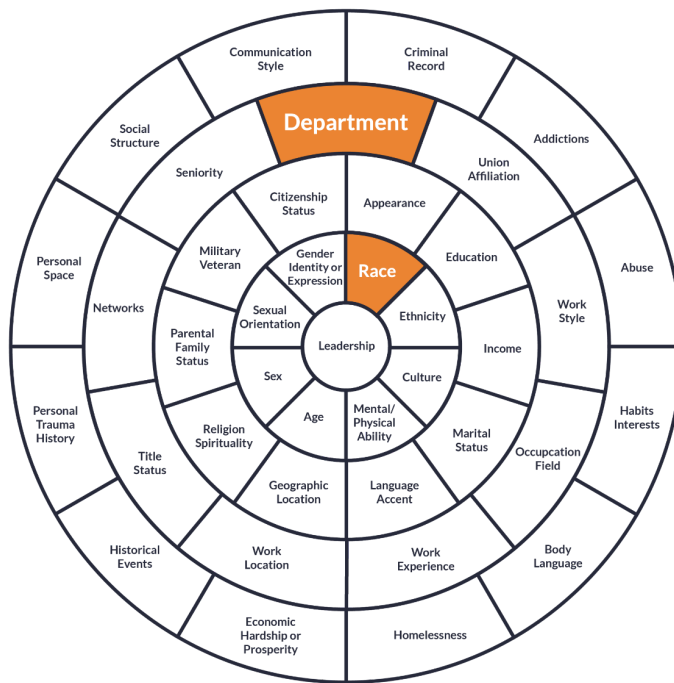 Communication
Style
Criminal
Record
Social
Structure
Addictions
Personal
Space
Abuse
Personal
Trauma
History
Habits
Interests
Historical
Events
Body
Language
Economic
Hardship or
Prosperity
Homelessness
Department
Seniority
Union
Affiliation
Networks
Work
Style
Title
Status
Occupcation
Field
Work
Location
Work
Experience
Citizenship
Status
Appearance
Military
Veteran
Education
Parental
Family
Status
Income
Religion
Spirituality
Marital
Status
Geographic
Location
Language
Accent
Gender
Identity or
Expression
Race
Sexual
Orientation
Ethnicity
Sex
Culture
Age
Mental/
Physical
Ability
Leadership